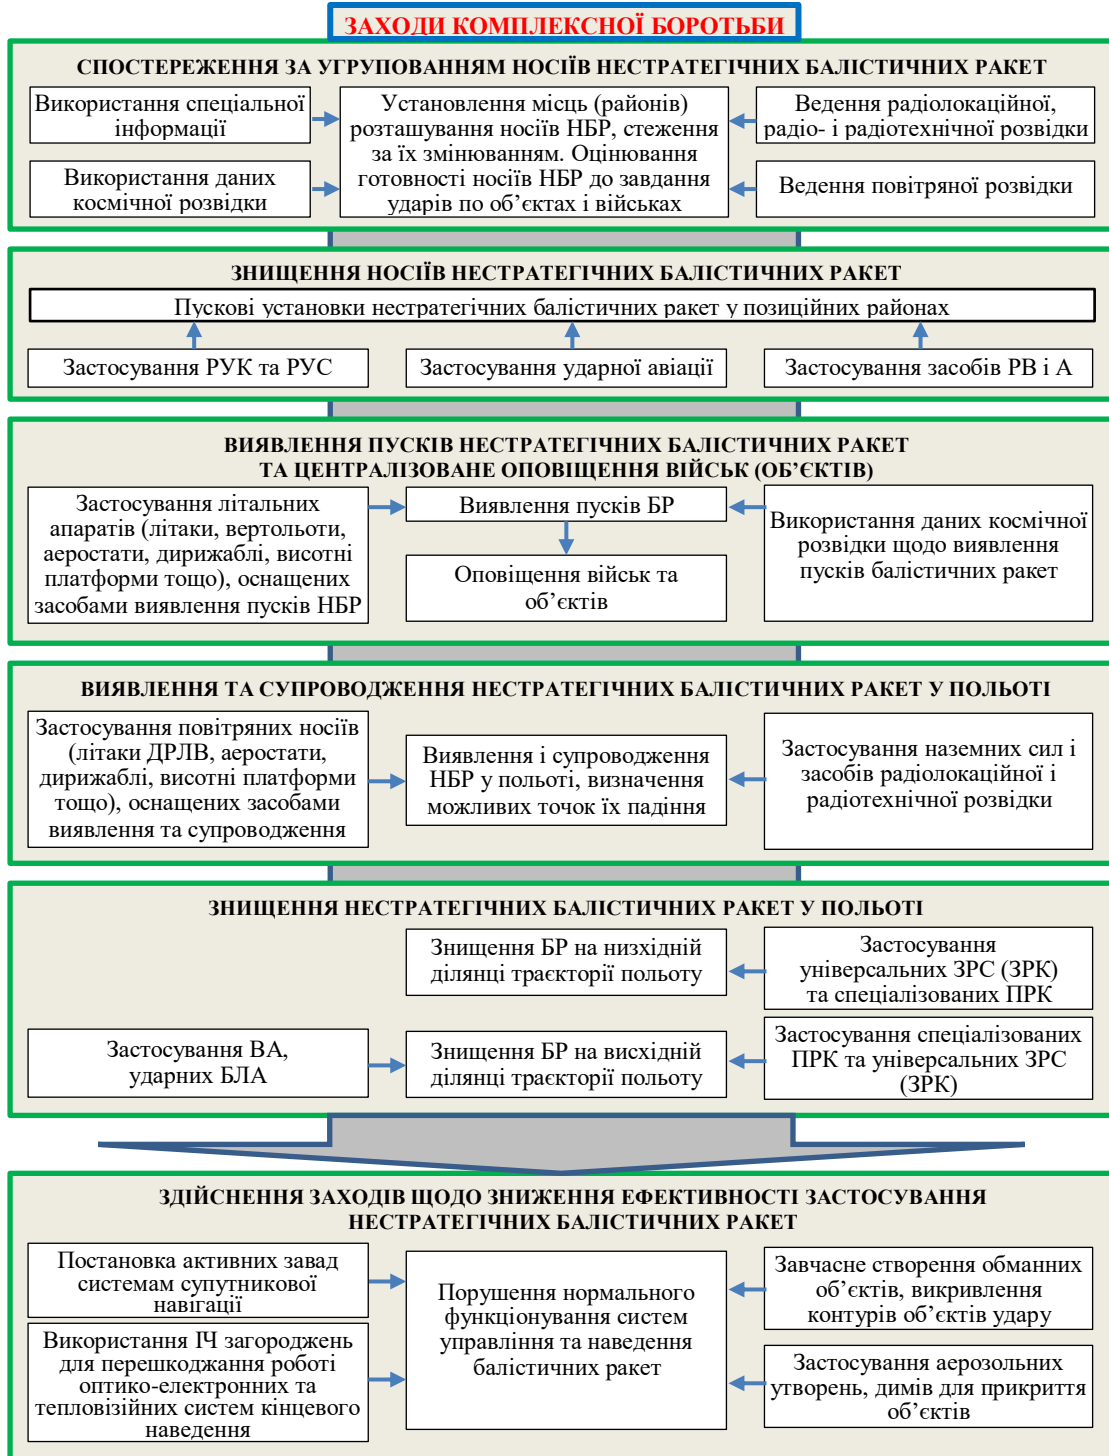 ЗАХОДИ КОМПЛЕКСНОЇ БОРОТЬБИ
СПОСТЕРЕЖЕННЯ ЗА УГРУПОВАННЯМ НОСІЇВ НЕСТРАТЕГІЧНИХ БАЛІСТИЧНИХ РАКЕТ
Використання спеціальної
інформації
Використання даних
космічної розвідки
Установлення місць (районів)
розташування носіїв НБР, стеження
за їх змінюванням. Оцінювання
готовності носіїв НБР до завдання
ударів по об’єктах і військах
Ведення радіолокаційної,
радіо- і радіотехнічної розвідки
Ведення повітряної розвідки
ЗНИЩЕННЯ НОСІЇВ НЕСТРАТЕГІЧНИХ БАЛІСТИЧНИХ РАКЕТ
Пускові установки нестратегічних балістичних ракет у позиційних районах
Застосування РУК та РУС
Застосування ударної авіації
Застосування засобів РВ і А
ВИЯВЛЕННЯ ПУСКІВ НЕСТРАТЕГІЧНИХ БАЛІСТИЧНИХ РАКЕТ
ТА ЦЕНТРАЛІЗОВАНЕ ОПОВІЩЕННЯ ВІЙСЬК (ОБ’ЄКТІВ)
Застосування літальних
апаратів (літаки, вертольоти,
аеростати, дирижаблі, висотні
платформи тощо), оснащених
засобами виявлення пусків НБР
Виявлення пусків БР
Оповіщення військ та
об’єктів
Використання даних космічної
розвідки щодо виявлення
пусків балістичних ракет
ВИЯВЛЕННЯ ТА СУПРОВОДЖЕННЯ НЕСТРАТЕГІЧНИХ БАЛІСТИЧНИХ РАКЕТ У ПОЛЬОТІ
Застосування повітряних носіїв
(літаки ДРЛВ, аеростати,
дирижаблі, висотні платформи
тощо), оснащених засобами
виявлення та супроводження
Виявлення і супроводження
НБР у польоті, визначення
можливих точок їх падіння
Застосування наземних сил і
засобів радіолокаційної і
радіотехнічної розвідки
ЗНИЩЕННЯ НЕСТРАТЕГІЧНИХ БАЛІСТИЧНИХ РАКЕТ У ПОЛЬОТІ
Знищення БР на низхідній
ділянці траєкторії польоту
Застосування
універсальних ЗРС (ЗРК)
та спеціалізованих ПРК
Застосування ВА,
ударних БЛА
Знищення БР на висхідній
ділянці траєкторії польоту
Застосування спеціалізованих
ПРК та універсальних ЗРС
(ЗРК)
ЗДІЙСНЕННЯ ЗАХОДІВ ЩОДО ЗНИЖЕННЯ ЕФЕКТИВНОСТІ ЗАСТОСУВАННЯ
НЕСТРАТЕГІЧНИХ БАЛІСТИЧНИХ РАКЕТ
Постановка активних завад
системам супутникової
навігації
Використання ІЧ загороджень
для перешкоджання роботі
оптико-електронних та
тепловізійних систем кінцевого
наведення
Порушення нормального
функціонування систем
управління та наведення
балістичних ракет
Завчасне створення обманних
об’єктів, викривлення
контурів об’єктів удару
Застосування аерозольних
утворень, димів для прикриття
об’єктів